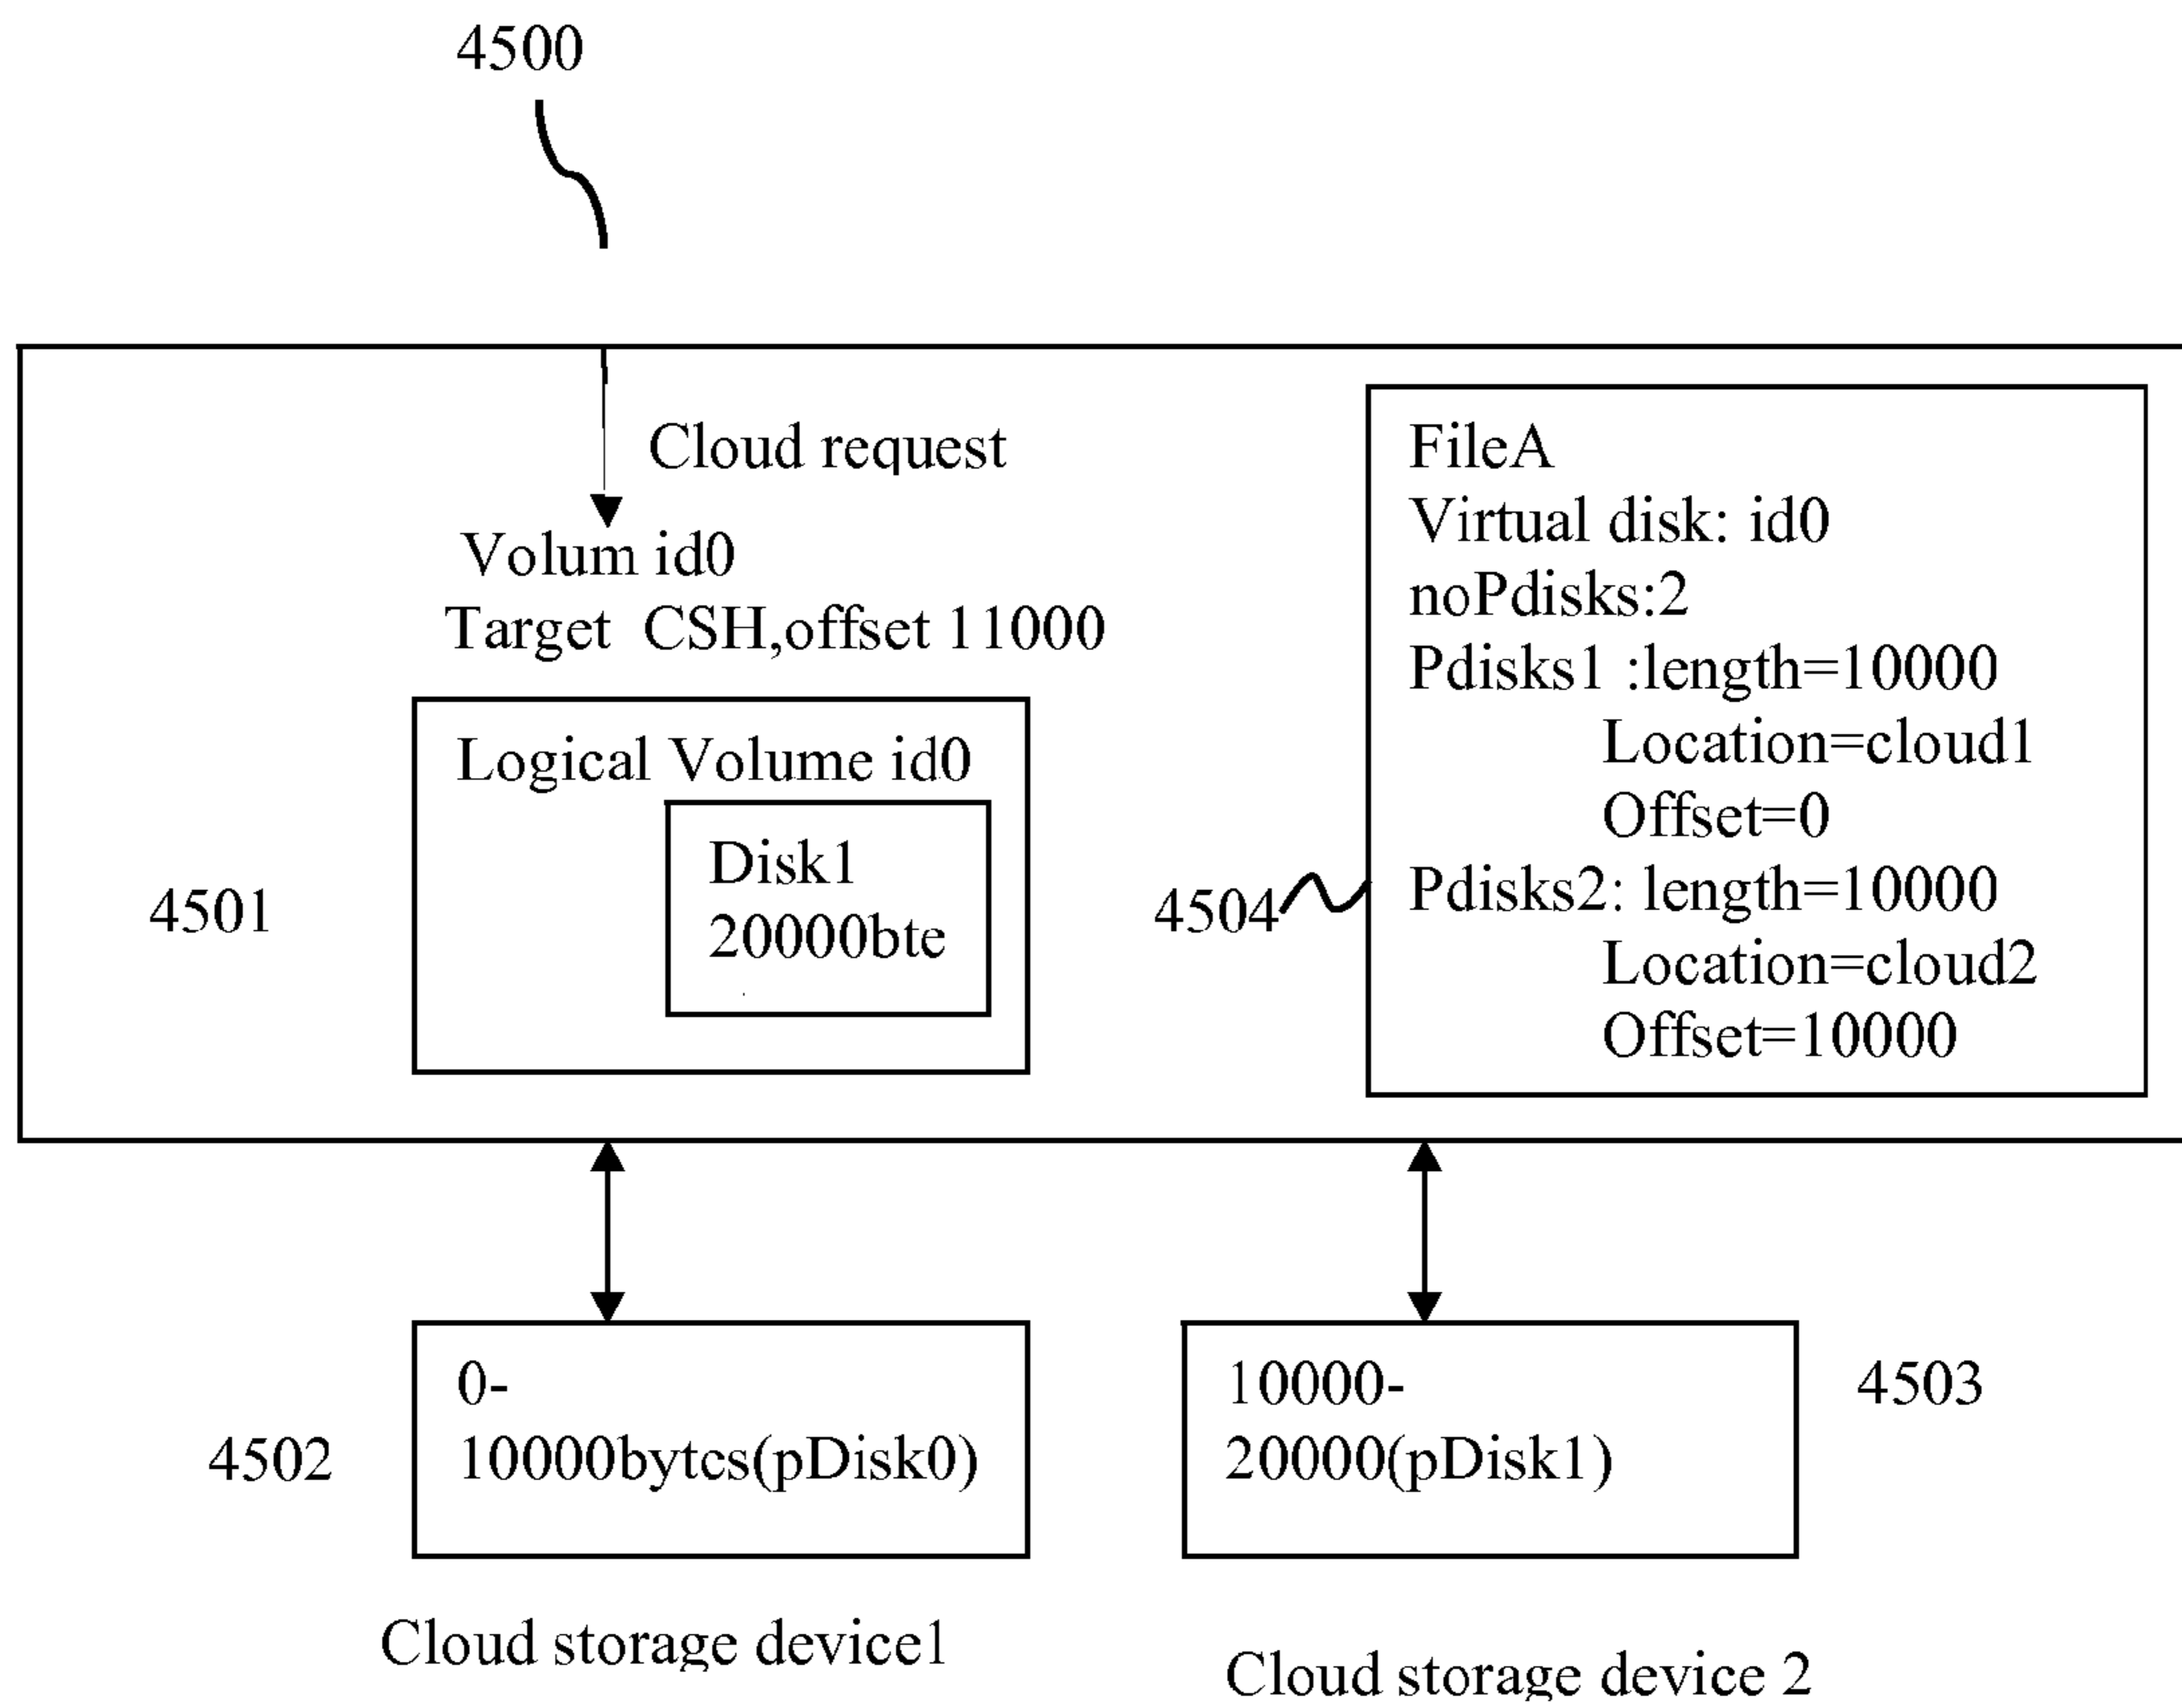 4500
Cloud request
Volum id0
Target CSH,offset 11000
Logical Volume id0
Disk1
20000bte
4501
4504
FileA
Virtual disk: id0
noPdisks:2
Pdisks1 :length=10000
Location=cloud1
Offset=0
Pdisks2: length=10000
Location=cloud2
Offset=10000
0-
10000bytcs(pDisk0)
4502
10000-
20000(pDisk1)
4503
Cloud storage device1
Cloud storage device 2